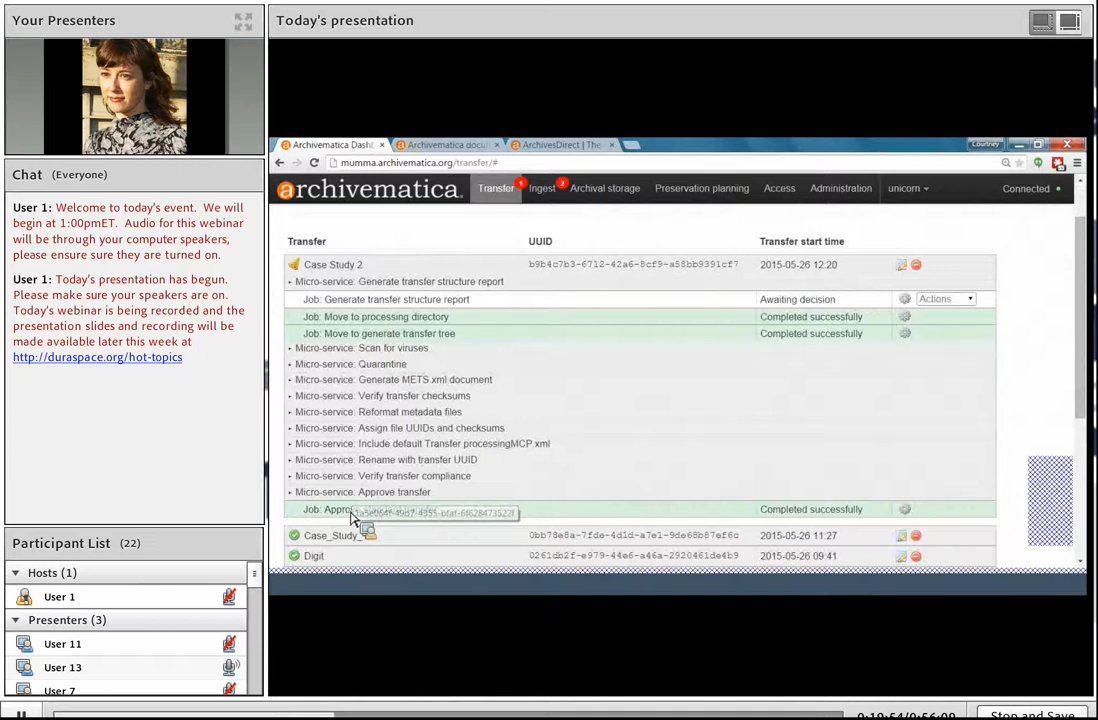 Your Presenters
Today's presentation
Chat (Everyone)
User 1: Welcome to today's event. We will
begin at 1:00pmET. Audio for this webinar
will be through your computer speakers,
please ensure sure they are turned on.
User 1: Today's presentation has begun.
Please make sure your speakers are on.
Today's webinar is being recorded and the
presentation slides and recording will be
made available later this week at
http://duraspace.org/hot-topics
Participant List (22)
Hosts (1)
User 1
Presenters (3)
User 11
User 13
User 7
Archivematica Dash × Archivematica docu × ArchivesDirect | The × Courtney
mumma.archivematica.org/transfer/#
archivematica. Transfer 1 Ingest 2 Archival storage Preservation planning Access Administration unicorn Connected
Transfer UUID Transfer start time
Case Study 2 b9b4c7b3-6712-42a6-8cf9-a58bb9391cf7 2015-05-26 12:20
Micro-service: Generate transfer structure report
Job: Generate transfer structure report Awaiting decision Actions
Job: Move to processing directory Completed successfully
Job: Move to generate transfer tree Completed successfully
Micro-service: Scan for viruses
Micro-service: Quarantine
Micro-service: Generate METS.xml document
Micro-service: Verify transfer checksums
Micro-service: Reformat metadata files
Micro-service: Assign file UUIDs and checksums
Micro-service: Include default Transfer processingMCP.xml
Micro-service: Rename with transfer UUID
Micro-service: Verify transfer compliance
Micro-service: Approve transfer
Job: Appro Completed successfully
Case_Study_ 0bb78e8a-7fde-4d1d-a7e1-9de68b87ef6c 2015-05-26 11:27
Digit 0261db2f-e979-44e6-a46a-2920461de4b9 2015-05-26 09:41
0:19:54/0:56:09 Stop and Save